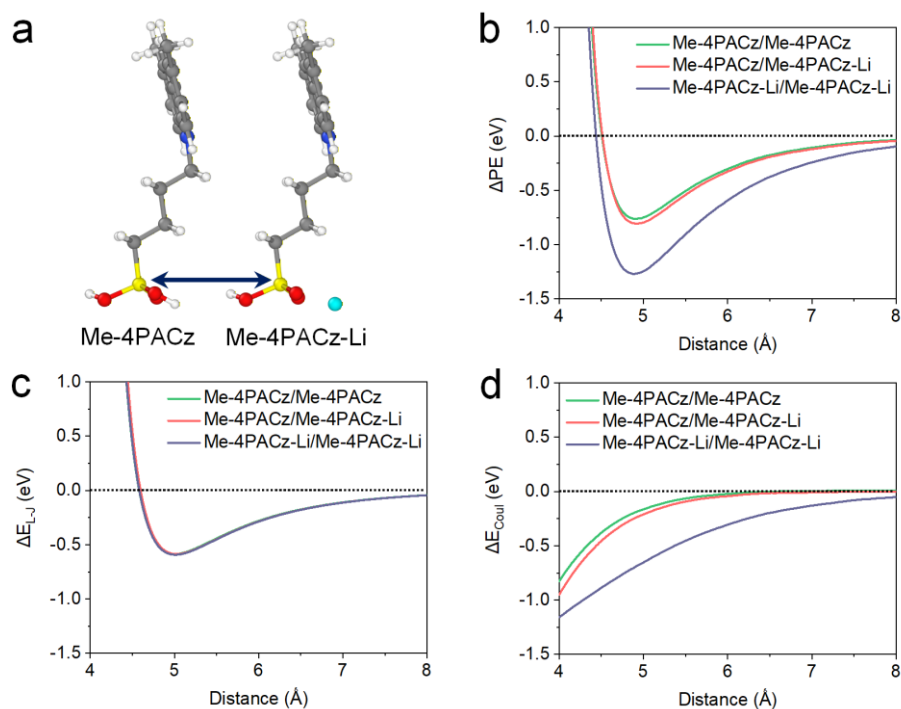 a
Me-4PACz
Me-4PACz-Li
b
Me-4PACz/Me-4PACz
Me-4PACz/Me-4PACz-Li
Me-4PACz-Li/Me-4PACz-Li
ΔPE (eV)
1.0
0.5
0.0
-0.5
-1.0
-1.5
4 5 6 7 8
Distance (Å)
c
Me-4PACz/Me-4PACz
Me-4PACz/Me-4PACz-Li
Me-4PACz-Li/Me-4PACz-Li
ΔE_L-J (eV)
1.0
0.5
0.0
-0.5
-1.0
-1.5
4 5 6 7 8
Distance (Å)
d
Me-4PACz/Me-4PACz
Me-4PACz/Me-4PACz-Li
Me-4PACz-Li/Me-4PACz-Li
ΔE_Coul (eV)
1.0
0.5
0.0
-0.5
-1.0
-1.5
4 5 6 7 8
Distance (Å)